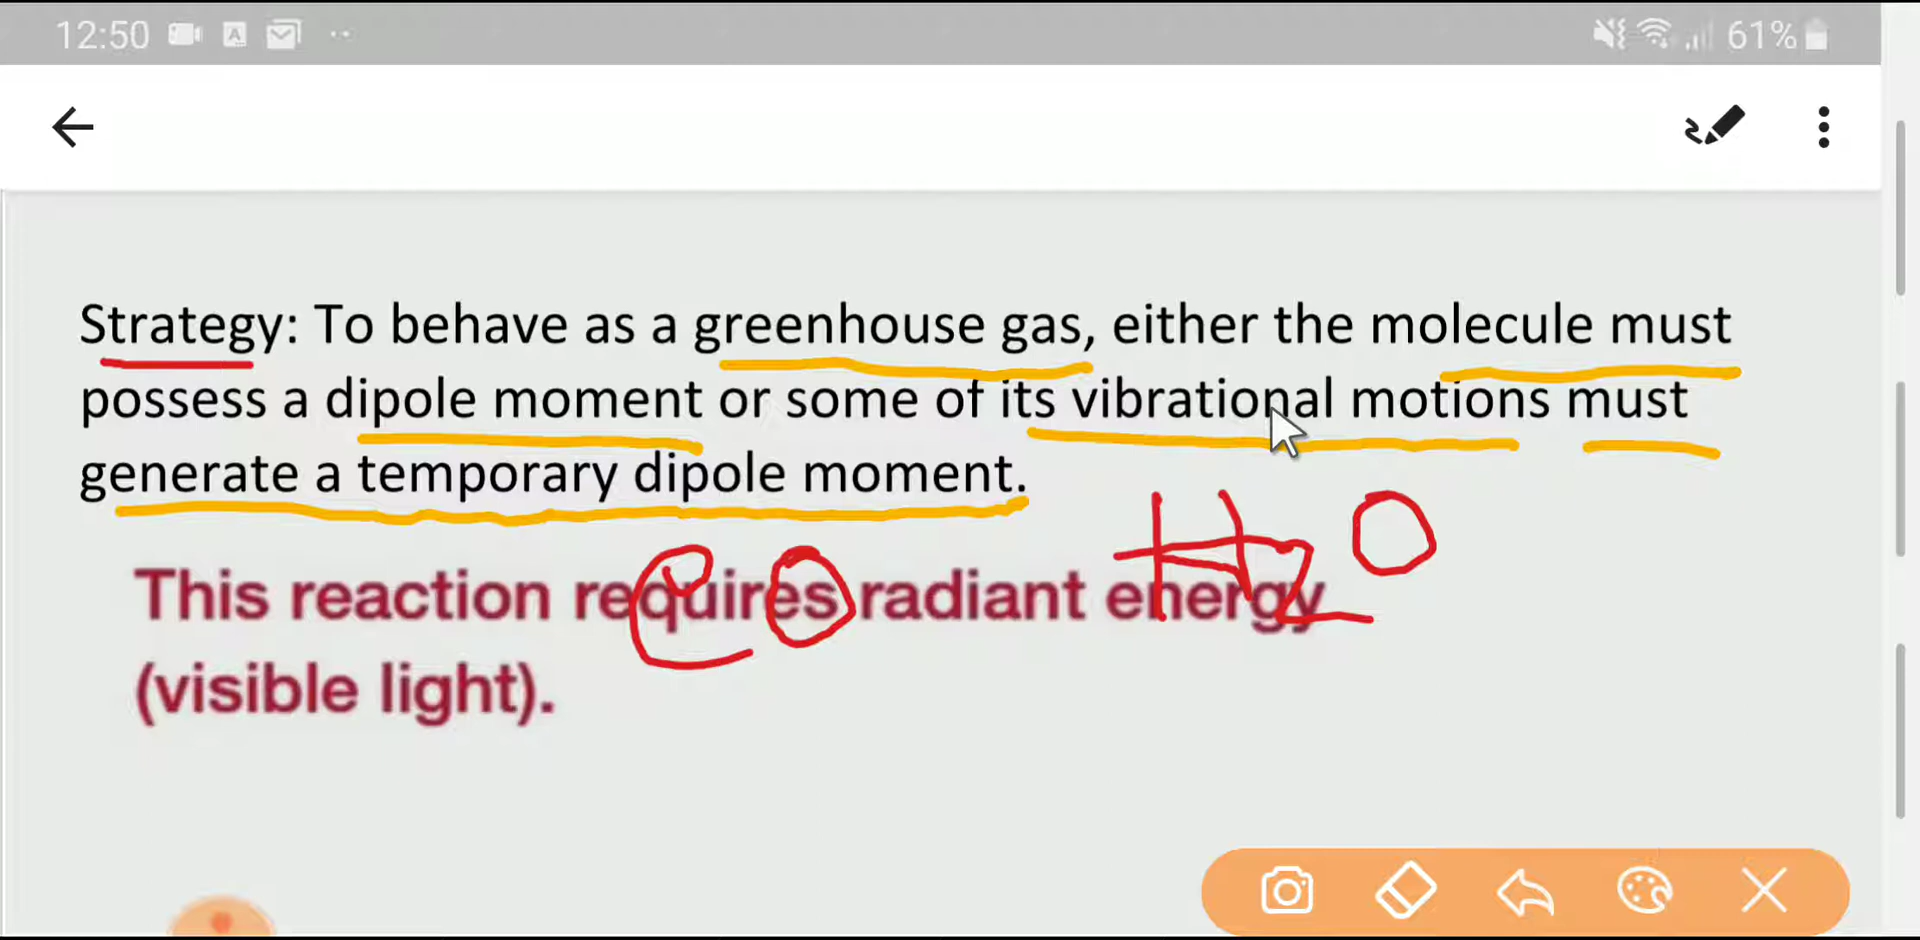 12:50
61%
Strategy: To behave as a greenhouse gas, either the molecule must
possess a dipole moment or some of its vibrational motions must
generate a temporary dipole moment.
H2O
CO
This reaction requires radiant energy
(visible light).